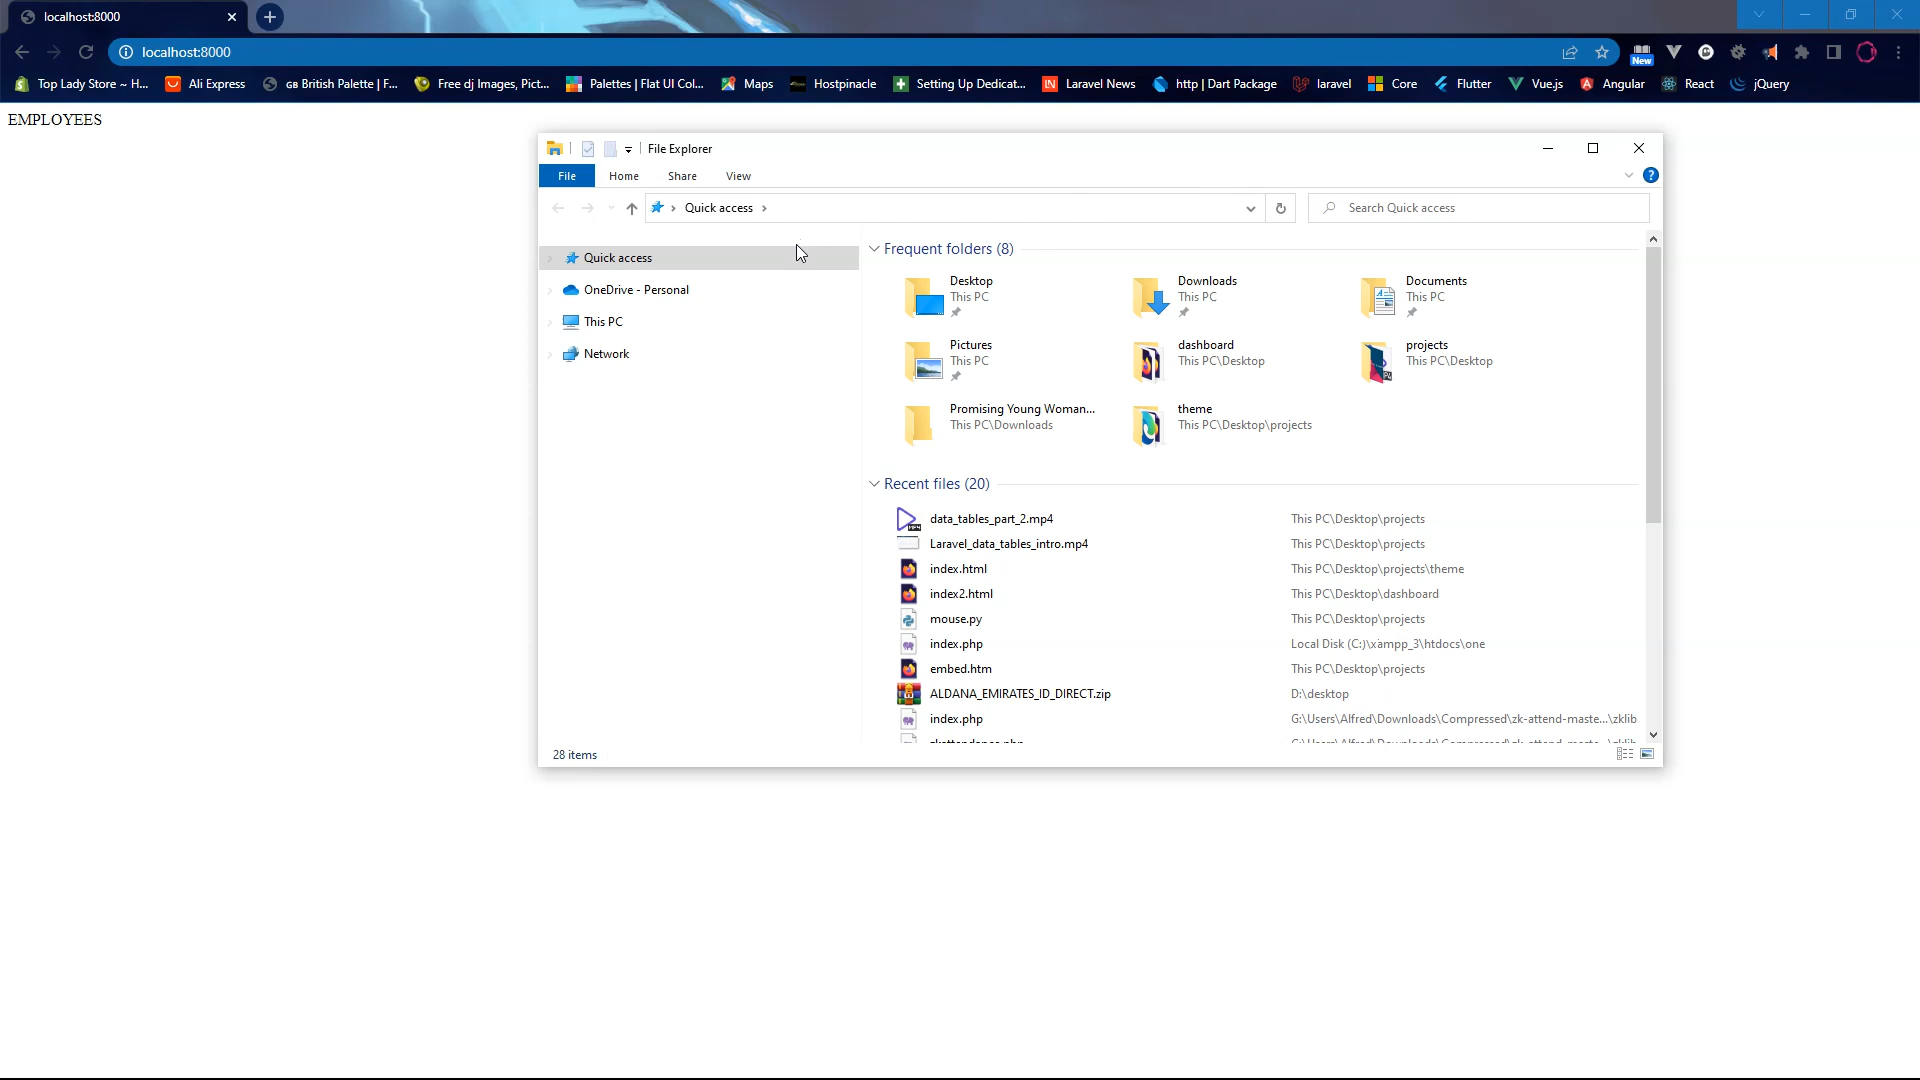 localhost:8000
localhost:8000
New
Top Lady Store ~ H...
Ali Express
GB British Palette | F...
Free dj Images, Pict...
Palettes | Flat UI Col...
Maps
Hostpinacle
Setting Up Dedicat...
Laravel News
http | Dart Package
laravel
Core
Flutter
Vue.js
Angular
React
jQuery
EMPLOYEES
File Explorer
File
Home
Share
View
Quick access
Search Quick access
Quick access
OneDrive - Personal
This PC
Network
Frequent folders (8)
Desktop
This PC
Downloads
This PC
Documents
This PC
Pictures
This PC
dashboard
This PC\Desktop
projects
This PC\Desktop
Promising Young Woman...
This PC\Downloads
theme
This PC\Desktop\projects
Recent files (20)
data_tables_part_2.mp4 This PC\Desktop\projects
Laravel_data_tables_intro.mp4 This PC\Desktop\projects
index.html This PC\Desktop\projects\theme
index2.html This PC\Desktop\dashboard
mouse.py This PC\Desktop\projects
index.php Local Disk (C:)\xampp_3\htdocs\one
embed.htm This PC\Desktop\projects
ALDANA_EMIRATES_ID_DIRECT.zip D:\desktop
index.php G:\Users\Alfred\Downloads\Compressed\zk-attend-maste...\zklib
28 items